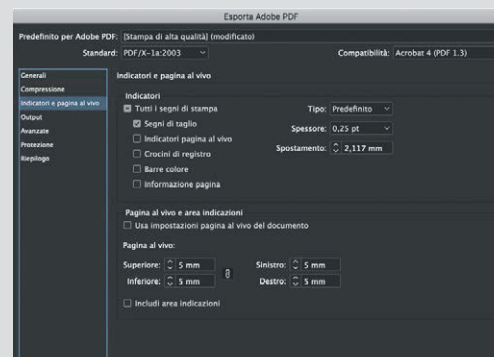 Esporta Adobe PDF
Predefinito per Adobe PDF: [Stampa di alta qualità] (modificato)
Standard: PDF/X-1a:2003 Compatibilità: Acrobat 4 (PDF 1.3)
Generali
Compressione
Indicatori e pagina al vivo
Output
Avanzate
Protezione
Riepilogo
Indicatori e pagina al vivo
Indicatori
Tutti i segni di stampa Tipo: Predefinito
Segni di taglio Spessore: 0,25 pt
Indicatori pagina al vivo Spostamento: 2,117 mm
Crocini di registro
Barre colore
Informazione pagina
Pagina al vivo e area indicazioni
Usa impostazioni pagina al vivo del documento
Pagina al vivo:
Superiore: 5 mm Sinistro: 5 mm
Inferiore: 5 mm Destro: 5 mm
Includi area indicazioni